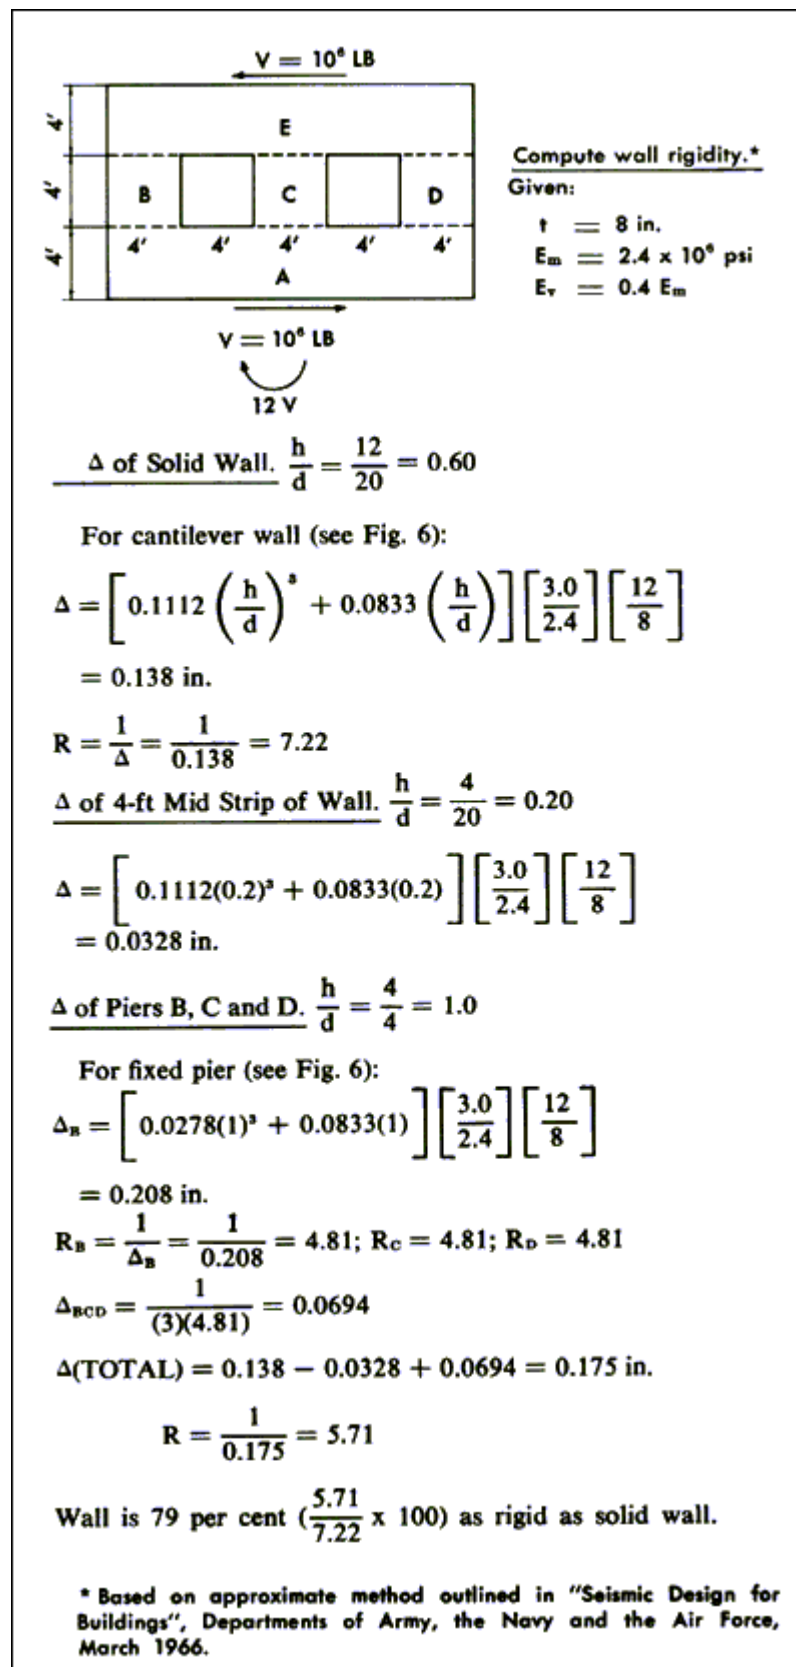 V = 10⁶ LB
4'
E
4'
B
C
D
4' 4' 4' 4' 4'
4'
A
V = 10⁶ LB
12 V
Compute wall rigidity.*
Given:
t = 8 in.
Eₘ = 2.4 x 10⁶ psi
Eᵥ = 0.4 Eₘ
Δ of Solid Wall. h/d = 12/20 = 0.60
For cantilever wall (see Fig. 6):
Δ = [0.1112 (h/d)³ + 0.0833 (h/d)] [3.0/2.4] [12/8]
= 0.138 in.
R = 1/Δ = 1/0.138 = 7.22
Δ of 4-ft Mid Strip of Wall. h/d = 4/20 = 0.20
Δ = [0.1112(0.2)³ + 0.0833(0.2)] [3.0/2.4] [12/8]
= 0.0328 in.
Δ of Piers B, C and D. h/d = 4/4 = 1.0
For fixed pier (see Fig. 6):
Δ_B = [0.0278(1)³ + 0.0833(1)] [3.0/2.4] [12/8]
= 0.208 in.
R_B = 1/Δ_B = 1/0.208 = 4.81; R_C = 4.81; R_D = 4.81
Δ_BCD = 1/(3)(4.81) = 0.0694
Δ(TOTAL) = 0.138 − 0.0328 + 0.0694 = 0.175 in.
R = 1/0.175 = 5.71
Wall is 79 per cent (5.71/7.22 x 100) as rigid as solid wall.
* Based on approximate method outlined in "Seismic Design for
Buildings", Departments of Army, the Navy and the Air Force,
March 1966.